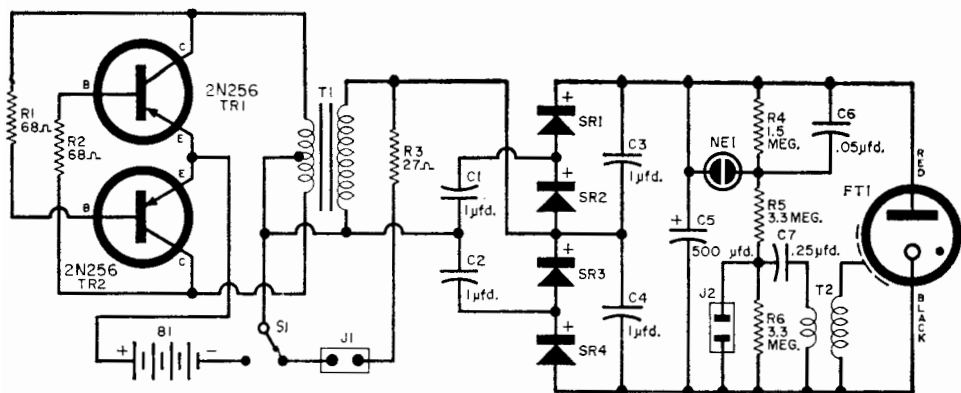 C
B
2N256
TR1
E
R1
68Ω
R2
68Ω
E
B
2N256
TR2
C
B1
+
−
S1
J1
T1
R3
27Ω
C1
1µfd.
C2
1µfd.
+
SR1
+
SR2
+
SR3
+
SR4
C3
1µfd.
C4
1µfd.
NE1
+
C5
500 µfd.
R4
1.5
MEG.
C6
.05µfd.
R5
3.3 MEG.
C7
.25µfd.
J2
R6
3.3
MEG.
T2
FT1
RED
BLACK